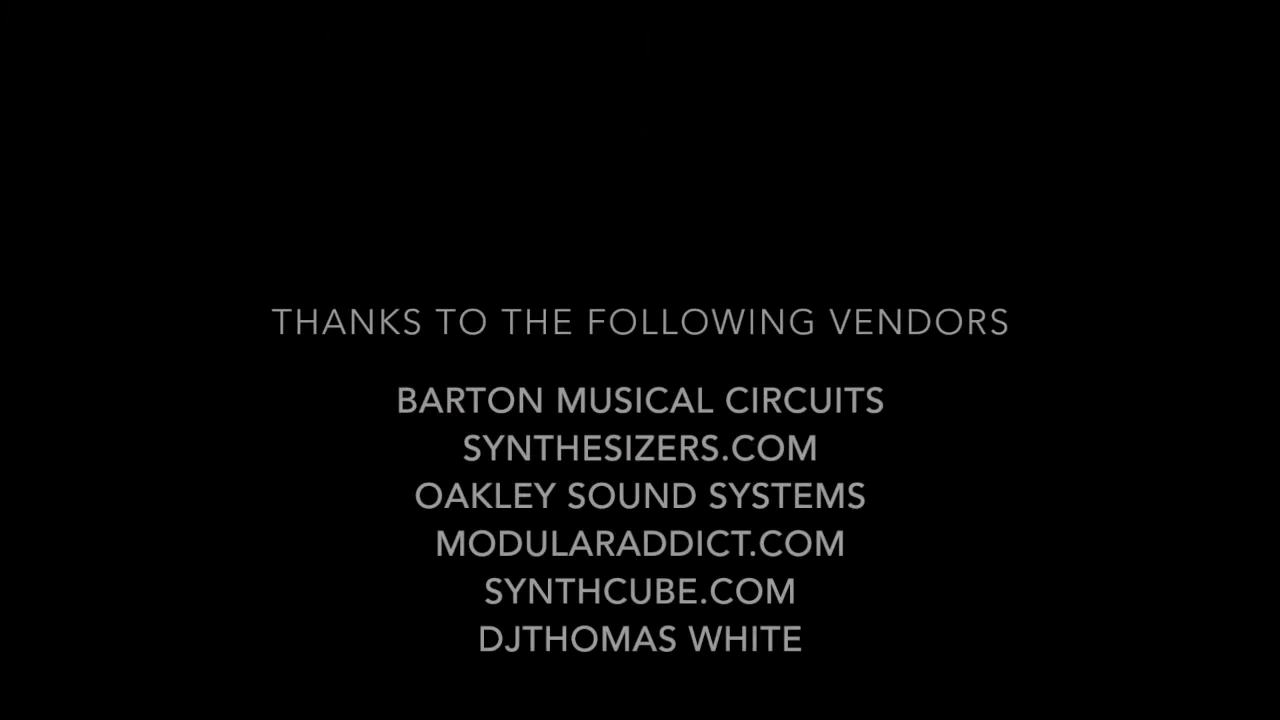 THANKS TO THE FOLLOWING VENDORS
BARTON MUSICAL CIRCUITS
SYNTHESIZERS.COM
OAKLEY SOUND SYSTEMS
MODULARADDICT.COM
SYNTHCUBE.COM
DJTHOMAS WHITE